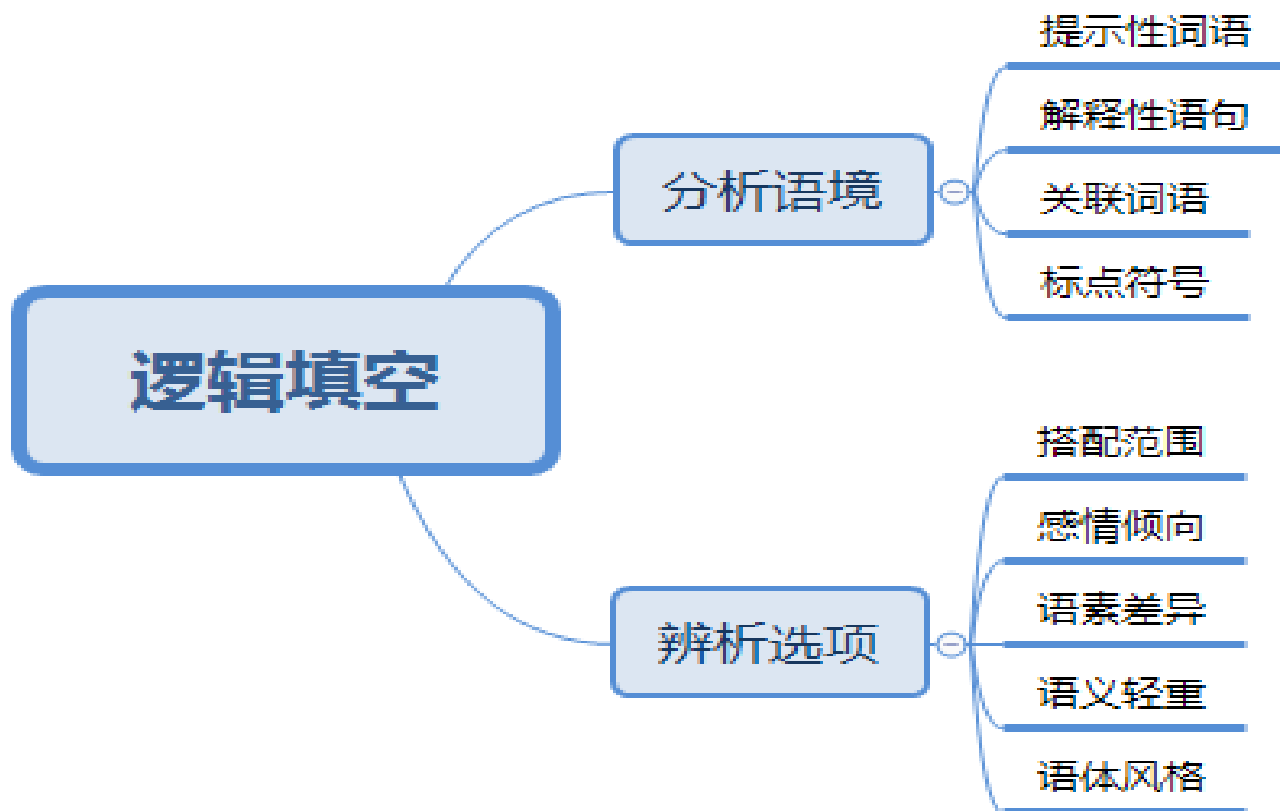 逻辑填空
分析语境
提示性词语
解释性语句
关联词语
标点符号
辨析选项
搭配范围
感情倾向
语素差异
语义轻重
语体风格